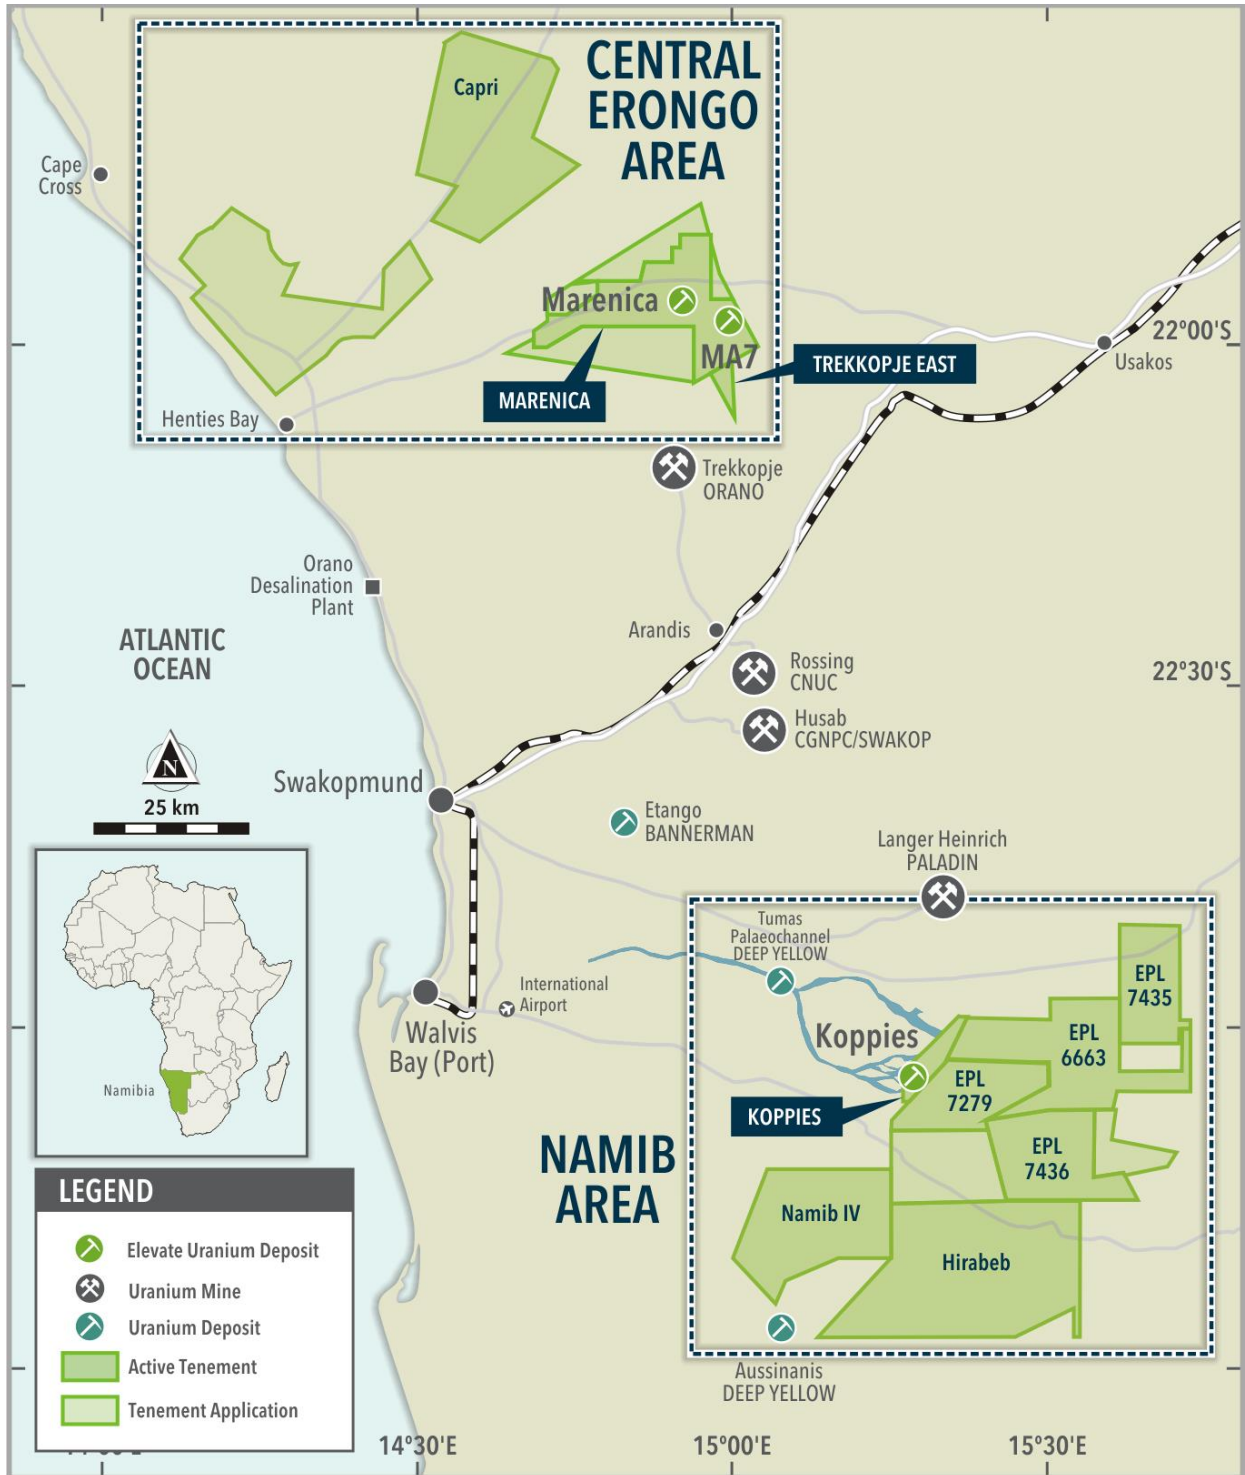 CENTRAL
ERONGO
AREA
Capri
Cape
Cross
Marenica
MA7
TREKKOPJE EAST
MARENICA
22°00'S
Usakos
Henties Bay
Trekkopje
ORANO
Orano
Desalination
Plant
ATLANTIC
OCEAN
Arandis
Rossing
CNUC
22°30'S
Husab
CGNPC/SWAKOP
N
25 km
Swakopmund
Etango
BANNERMAN
Langer Heinrich
PALADIN
Tumas
Palaeochannel
DEEP YELLOW
International
Airport
Walvis
Bay (Port)
Koppies
EPL
7435
EPL
6663
EPL
7279
KOPPIES
EPL
7436
Namibia
NAMIB
AREA
Namib IV
Hirabeb
Aussinanis
DEEP YELLOW
LEGEND
Elevate Uranium Deposit
Uranium Mine
Uranium Deposit
Active Tenement
Tenement Application
14°30'E
15°00'E
15°30'E